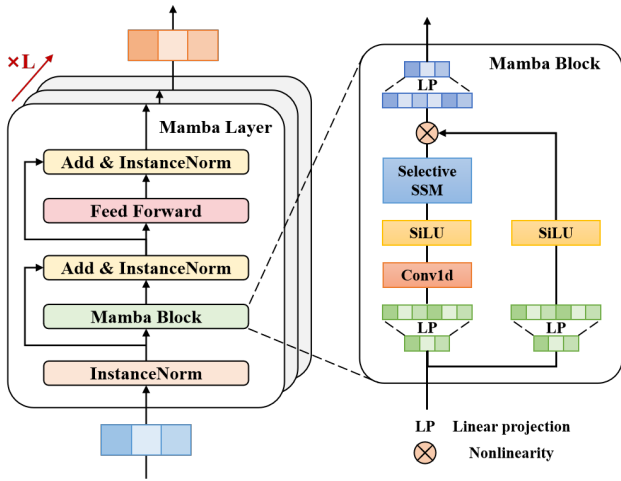 ×L
Mamba Layer
Add & InstanceNorm
Feed Forward
Add & InstanceNorm
Mamba Block
InstanceNorm
Mamba Block
LP
Selective
SSM
SiLU
SiLU
Conv1d
LP
LP
LP Linear projection
Nonlinearity